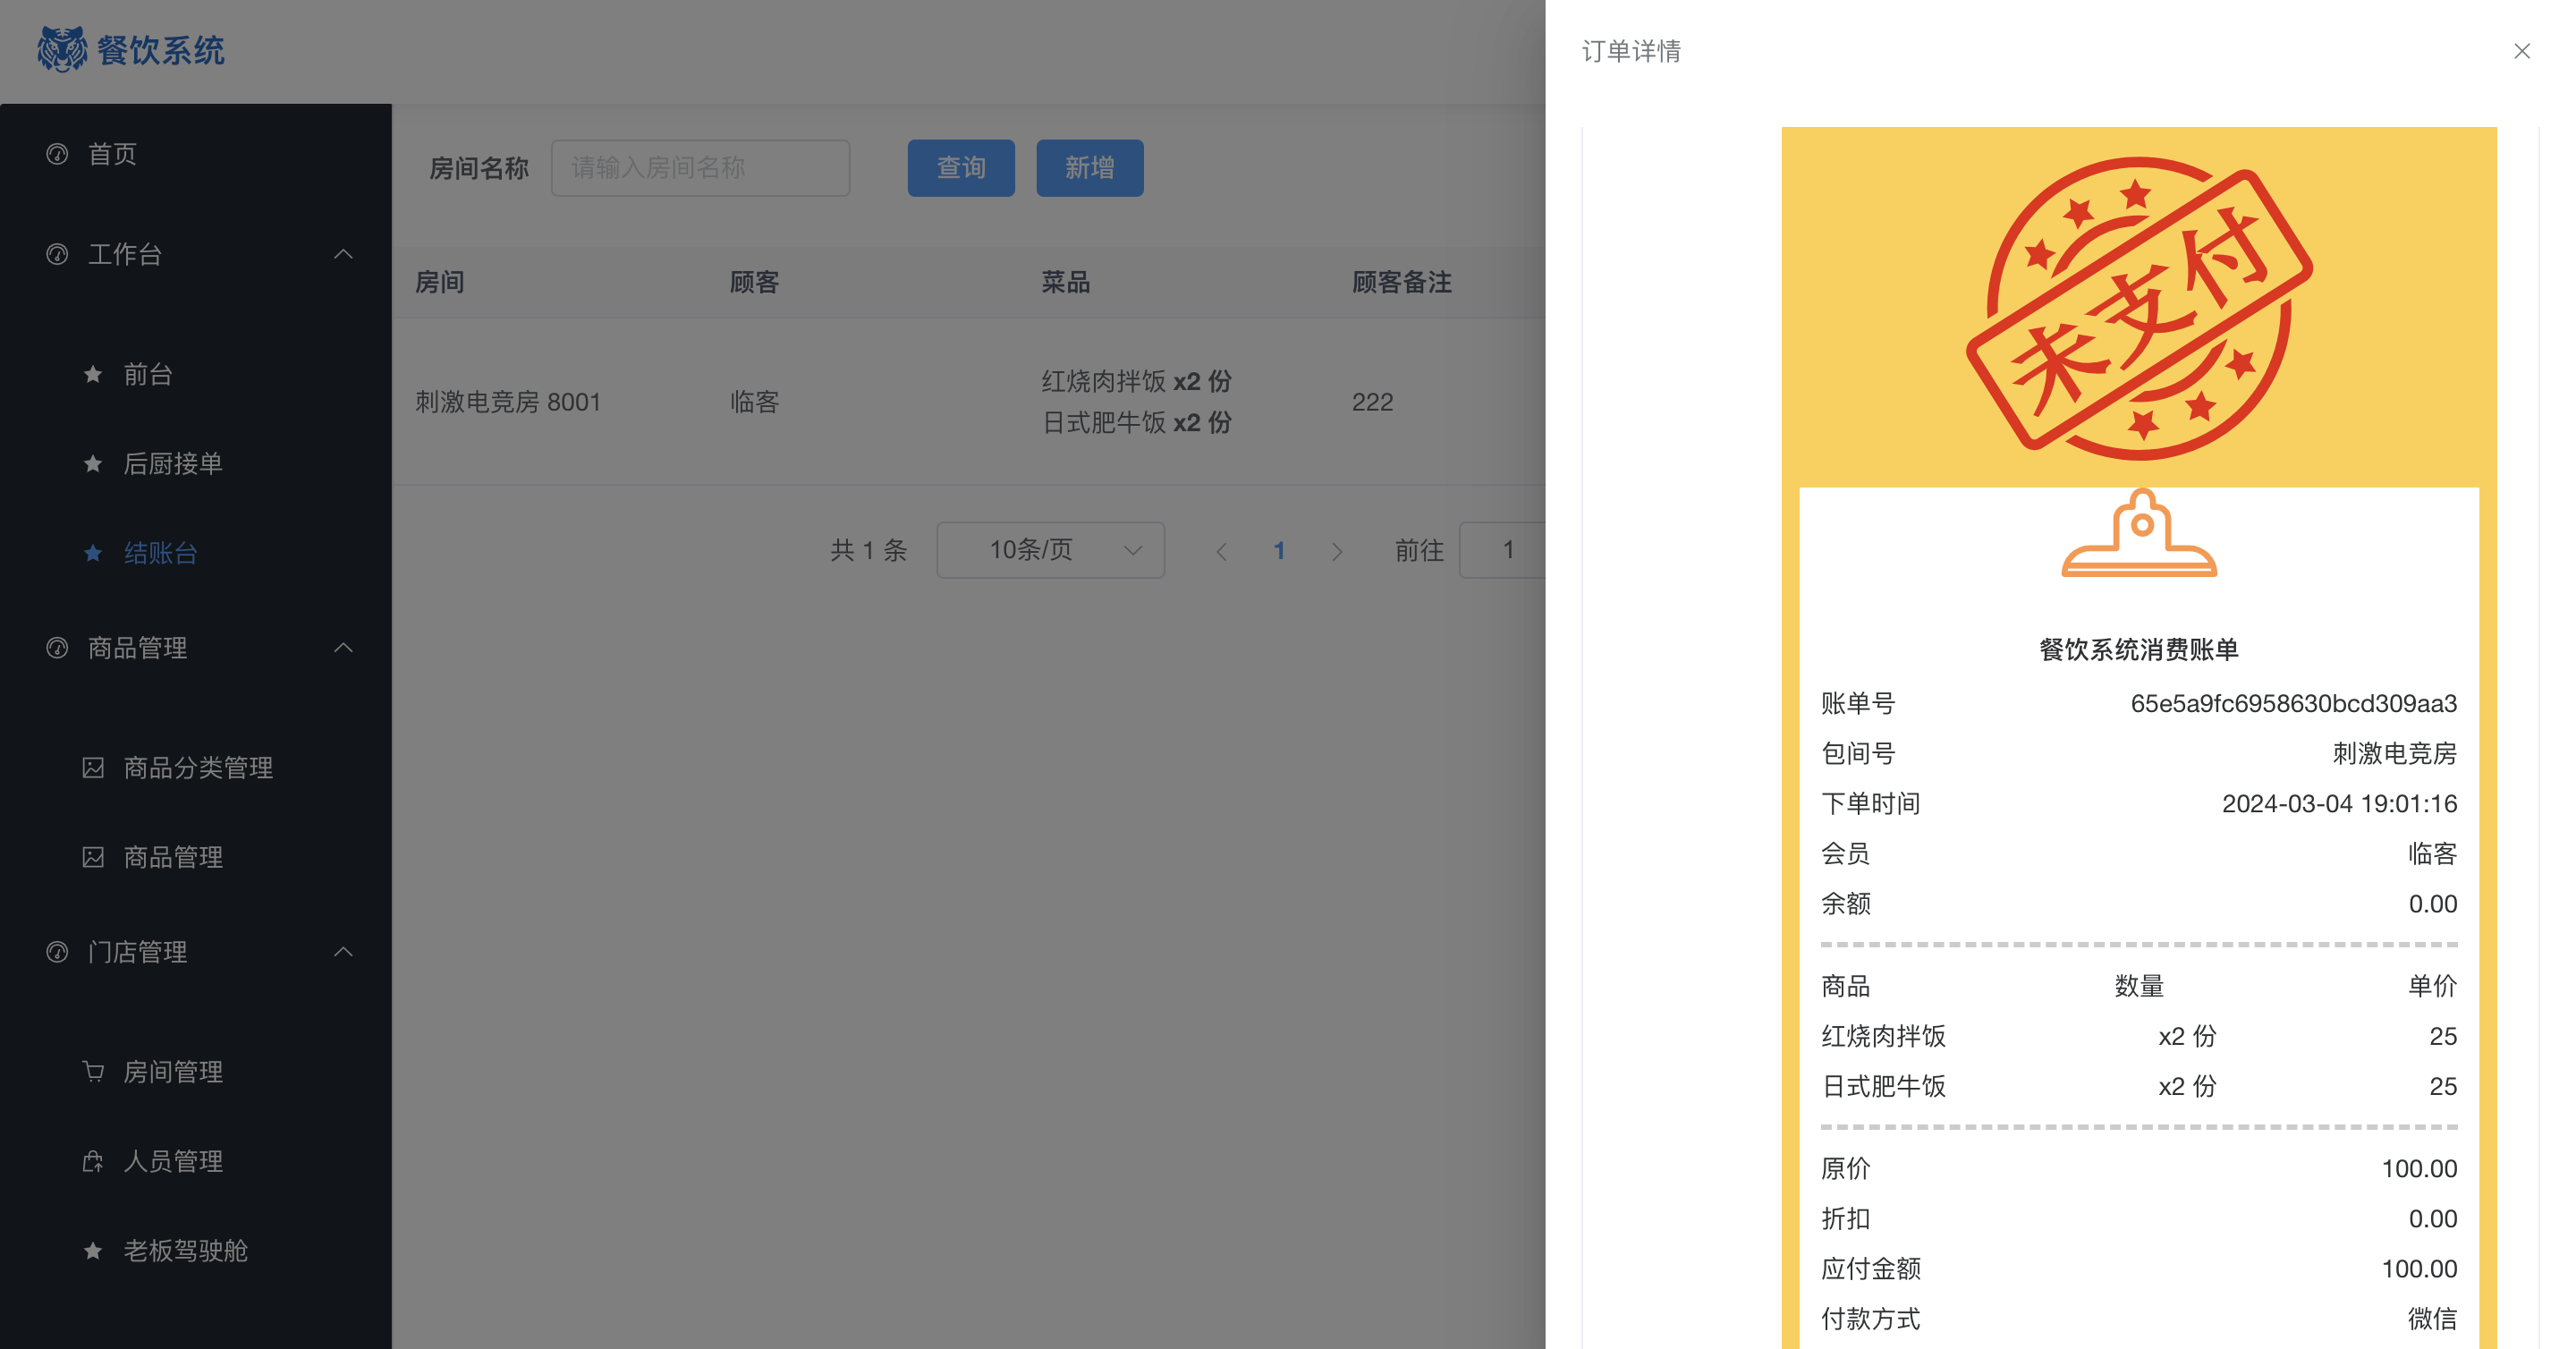 餐饮系统
首页
工作台
前台
后厨接单
结账台
商品管理
商品分类管理
商品管理
门店管理
房间管理
人员管理
老板驾驶舱
房间名称 请输入房间名称 查询 新增
房间 顾客 菜品 顾客备注
刺激电竞房 8001 临客 红烧肉拌饭 x2 份 222
日式肥牛饭 x2 份
共 1 条 10条/页 1 前往 1
订单详情
未支付
餐饮系统消费账单
账单号 65e5a9fc6958630bcd309aa3
包间号 刺激电竞房
下单时间 2024-03-04 19:01:16
会员 临客
余额 0.00
商品 数量 单价
红烧肉拌饭 x2 份 25
日式肥牛饭 x2 份 25
原价 100.00
折扣 0.00
应付金额 100.00
付款方式 微信